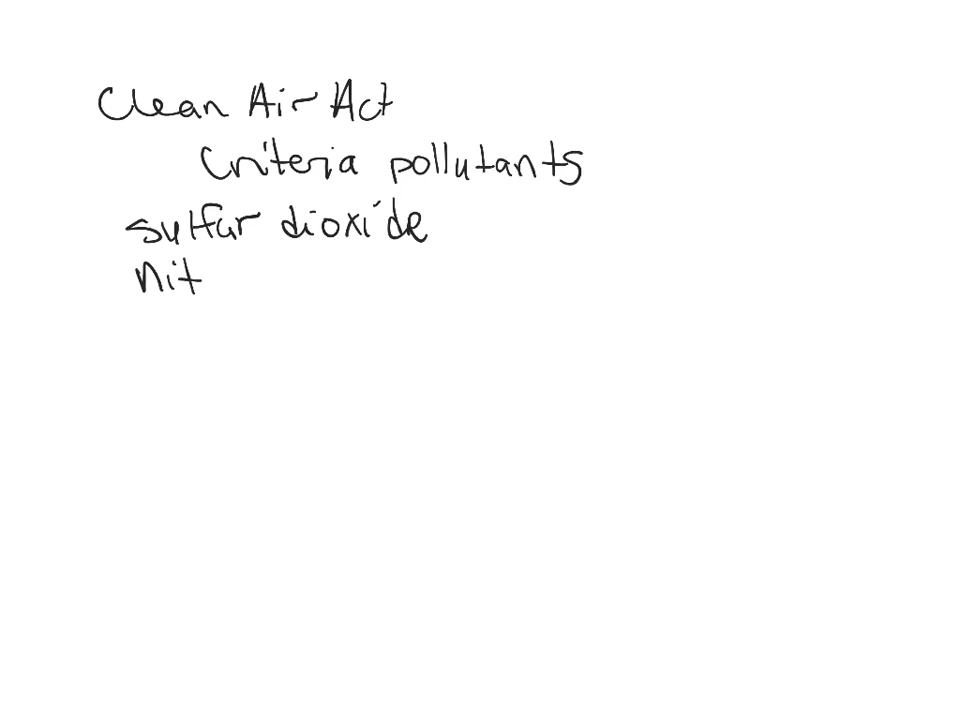 Clean Air Act
Criteria pollutants
sulfur dioxide
nit